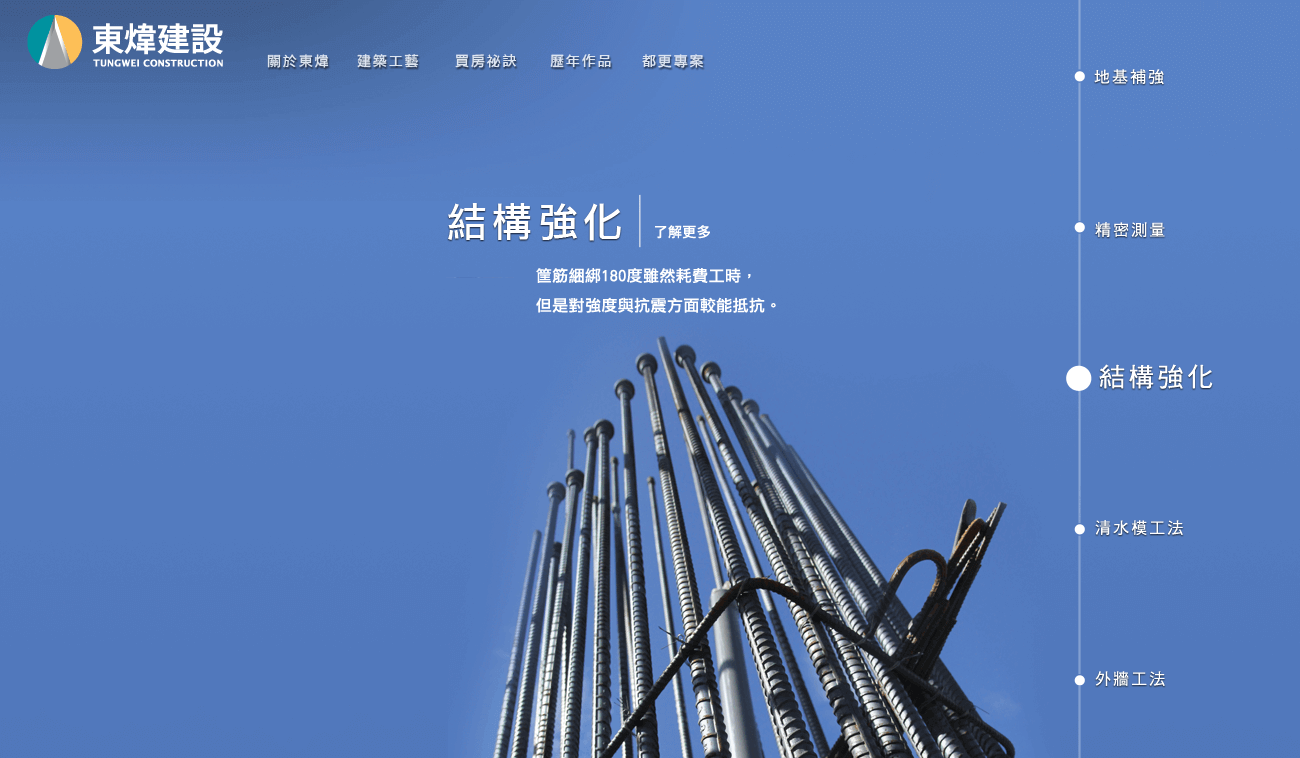 東煒建設
TUNGWEI CONSTRUCTION
關於東煒 建築工藝 買房祕訣 歷年作品 都更專案
地基補強
精密測量
結構強化
了解更多
筐筋綑綁180度雖然耗費工時，
但是對強度與抗震方面較能抵抗。
結構強化
清水模工法
外牆工法